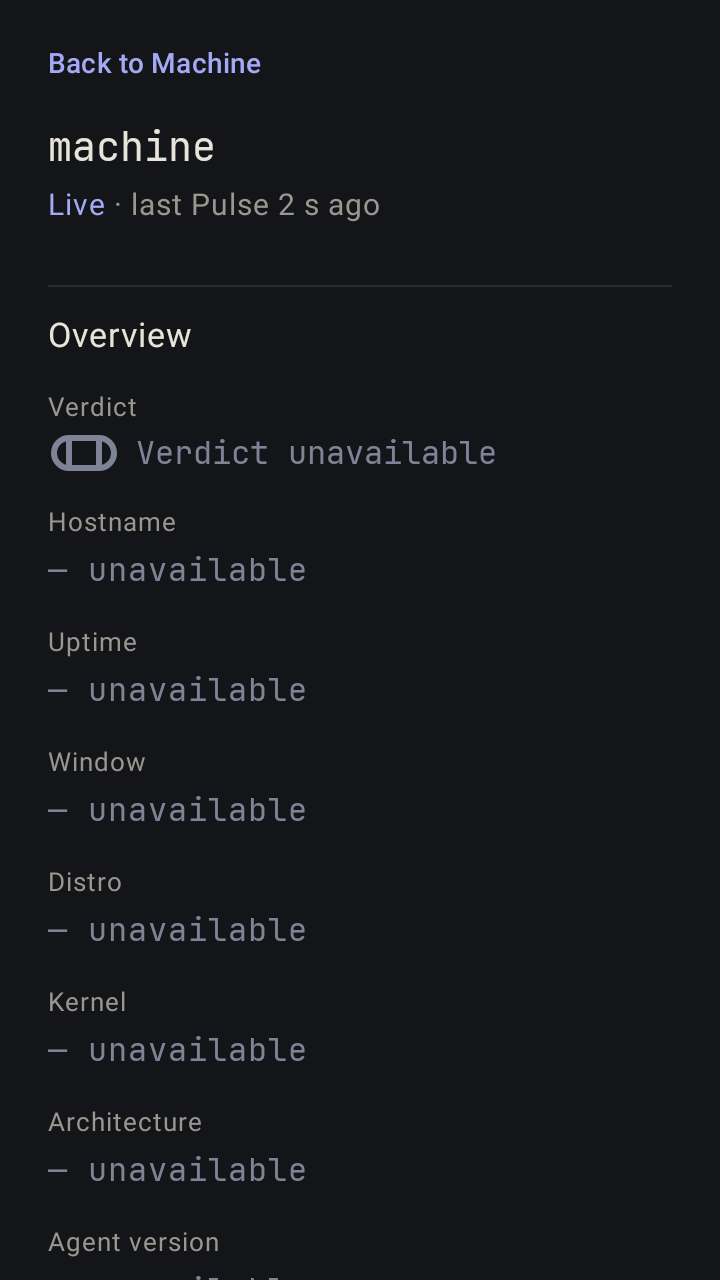 Back to Machine
machine
Live · last Pulse 2 s ago
Overview
Verdict
Verdict unavailable
Hostname
— unavailable
Uptime
— unavailable
Window
— unavailable
Distro
— unavailable
Kernel
— unavailable
Architecture
— unavailable
Agent version